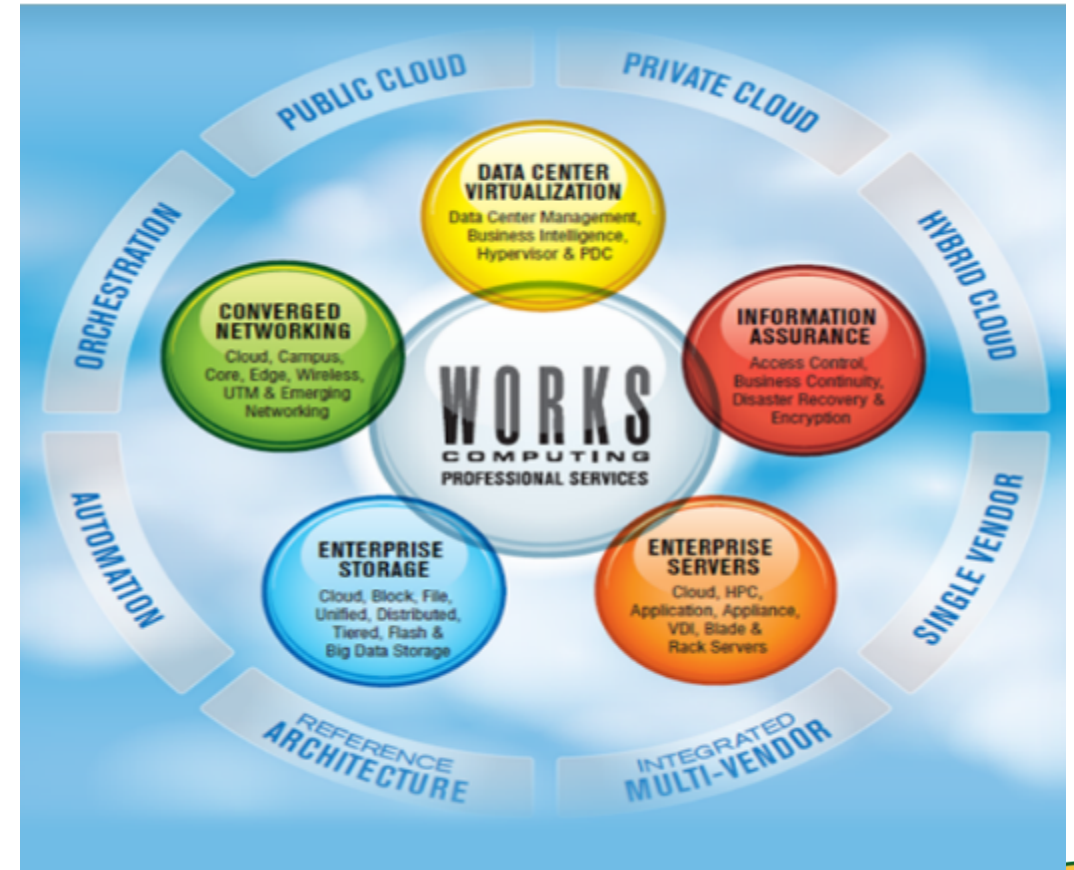 PUBLIC CLOUD
PRIVATE CLOUD
HYBRID CLOUD
SINGLE VENDOR
INTEGRATED
MULTI-VENDOR
REFERENCE
ARCHITECTURE
AUTOMATION
ORCHESTRATION
DATA CENTER
VIRTUALIZATION
Data Center Management,
Business Intelligence,
Hypervisor & PDC
CONVERGED
NETWORKING
Cloud, Campus,
Core, Edge, Wireless,
UTM & Emerging
Networking
INFORMATION
ASSURANCE
Access Control,
Business Continuity,
Disaster Recovery &
Encryption
WORKS
COMPUTING
PROFESSIONAL SERVICES
ENTERPRISE
STORAGE
Cloud, Block, File,
Unified, Distributed,
Tiered, Flash &
Big Data Storage
ENTERPRISE
SERVERS
Cloud, HPC,
Application, Appliance,
VDI, Blade &
Rack Servers